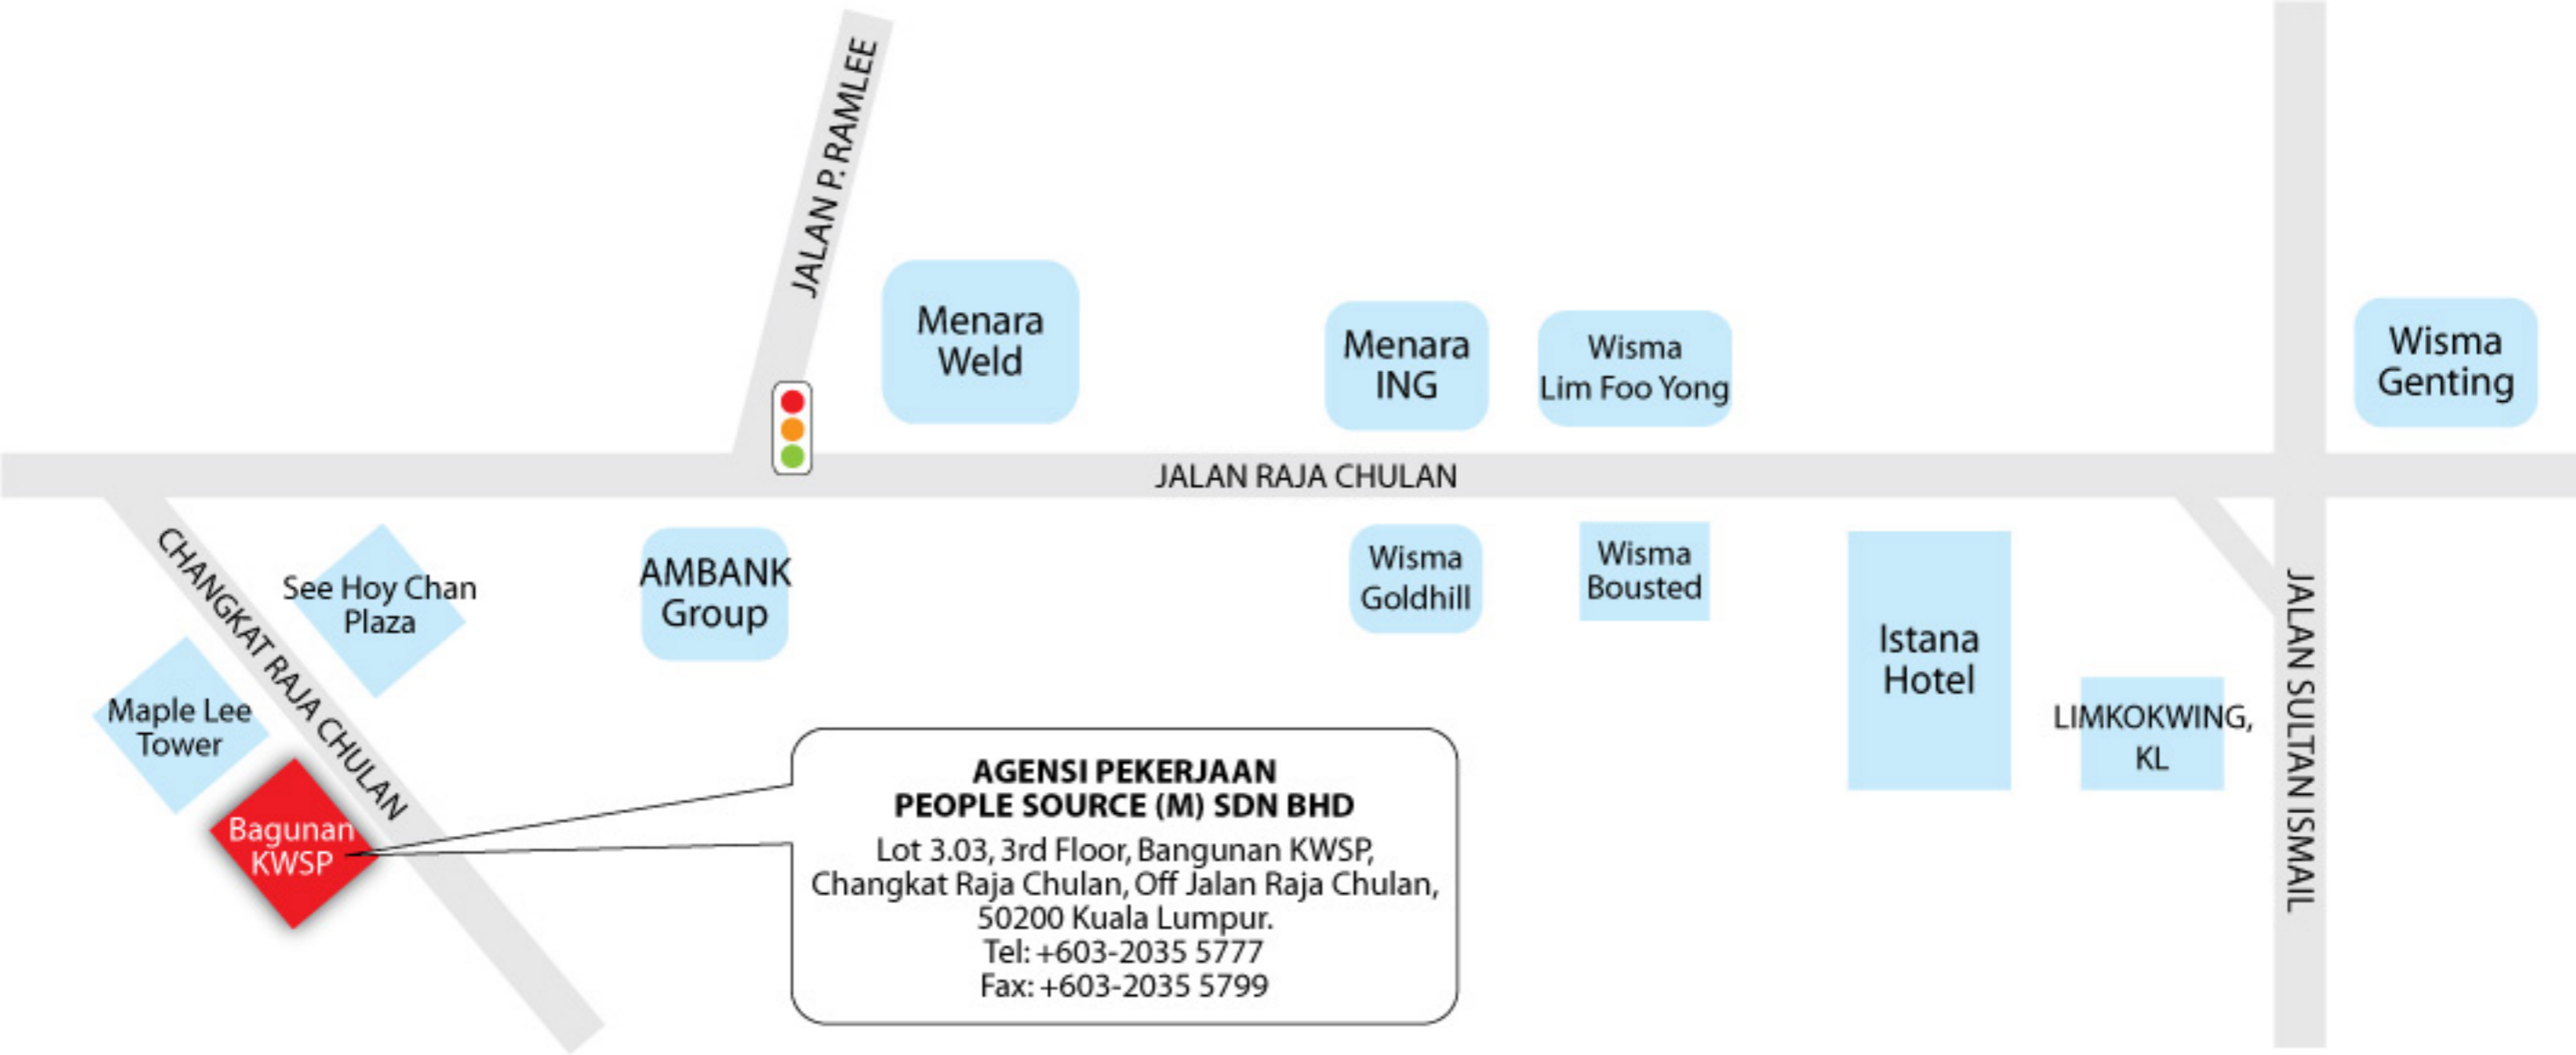 JALAN P. RAMLEE
Menara
Weld
Menara
ING
Wisma
Lim Foo Yong
Wisma
Genting
JALAN RAJA CHULAN
CHANGKAT RAJA CHULAN
See Hoy Chan
Plaza
AMBANK
Group
Wisma
Goldhill
Wisma
Bousted
Istana
Hotel
LIMKOKWING,
KL
JALAN SULTAN ISMAIL
Maple Lee
Tower
Bagunan
KWSP
AGENSI PEKERJAAN
PEOPLE SOURCE (M) SDN BHD
Lot 3.03, 3rd Floor, Bangunan KWSP,
Changkat Raja Chulan, Off Jalan Raja Chulan,
50200 Kuala Lumpur.
Tel: +603-2035 5777
Fax: +603-2035 5799